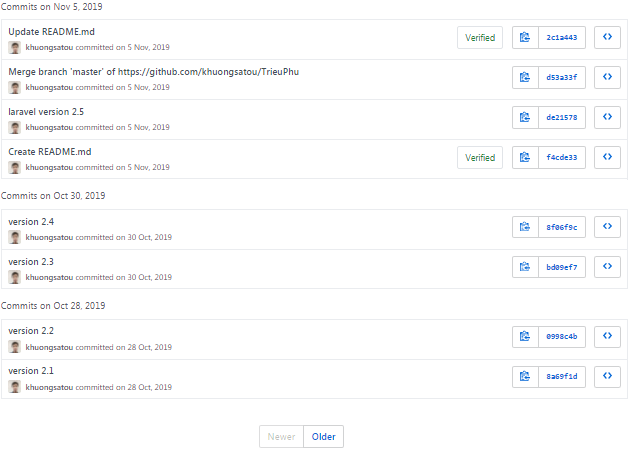 Commits on Nov 5, 2019
Update README.md
khuongsatou committed on 5 Nov, 2019
Verified
2c1a443
Merge branch 'master' of https://github.com/khuongsatou/TrieuPhu
khuongsatou committed on 5 Nov, 2019
d53a33f
laravel version 2.5
khuongsatou committed on 5 Nov, 2019
de21578
Create README.md
khuongsatou committed on 5 Nov, 2019
Verified
f4cde33
Commits on Oct 30, 2019
version 2.4
khuongsatou committed on 30 Oct, 2019
8f06f9c
version 2.3
khuongsatou committed on 30 Oct, 2019
bd09ef7
Commits on Oct 28, 2019
version 2.2
khuongsatou committed on 28 Oct, 2019
0998c4b
version 2.1
khuongsatou committed on 28 Oct, 2019
8a69f1d
Newer Older